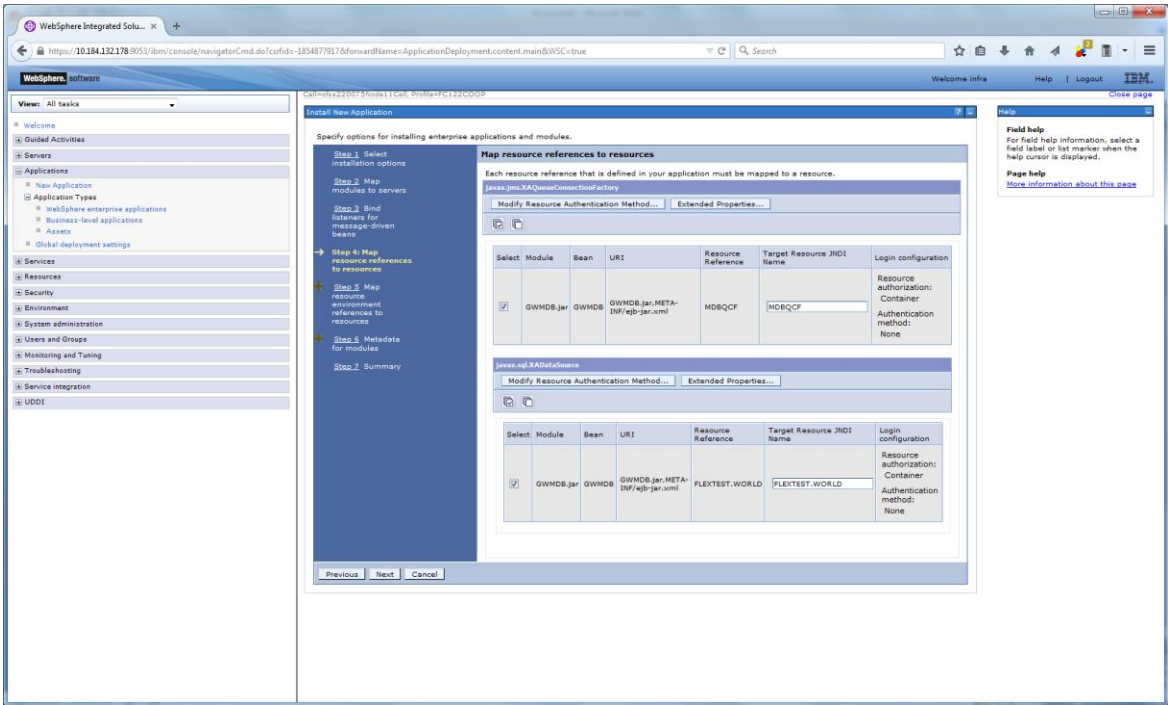 WebSphere Integrated Solu... × +
https://10.184.132.178:9053/ibm/console/navigatorCmd.do?csrfid=-1854877917&forwardName=ApplicationDeployment.content.main&WSC=true
Search
WebSphere. software
Welcome infra
Help | Logout
IBM.
View: All tasks
Welcome
Guided Activities
Servers
Applications
New Application
Application Types
WebSphere enterprise applications
Business-level applications
Assets
Global deployment settings
Services
Resources
Security
Environment
System administration
Users and Groups
Monitoring and Tuning
Troubleshooting
Service integration
UDDI
Close page
Install New Application
Specify options for installing enterprise applications and modules.
Step 1 Select
installation options
Step 2 Map
modules to servers
Step 3 Bind
listeners for
message-driven
beans
Step 4: Map
resource references
to resources
Step 5 Map
resource
environment
references to
resources
Step 6 Metadata
for modules
Step 7 Summary
Map resource references to resources
Each resource reference that is defined in your application must be mapped to a resource.
javax.jms.XAQueueConnectionFactory
Modify Resource Authentication Method... Extended Properties...
Select Module Bean URI Resource Reference Target Resource JNDI Name Login configuration
GWMDB.jar GWMDB GWMDB.jar,META-INF/ejb-jar.xml MDBQCF MDBQCF
Resource
authorization:
Container
Authentication
method:
None
javax.sql.XADataSource
Modify Resource Authentication Method... Extended Properties...
Select Module Bean URI Resource Reference Target Resource JNDI Name Login configuration
GWMDB.jar GWMDB GWMDB.jar,META-INF/ejb-jar.xml FLEXTEST.WORLD FLEXTEST.WORLD
Resource
authorization:
Container
Authentication
method:
None
Previous Next Cancel
Help
Field help
For field help information, select a
field label or list marker when the
help cursor is displayed.
Page help
More information about this page